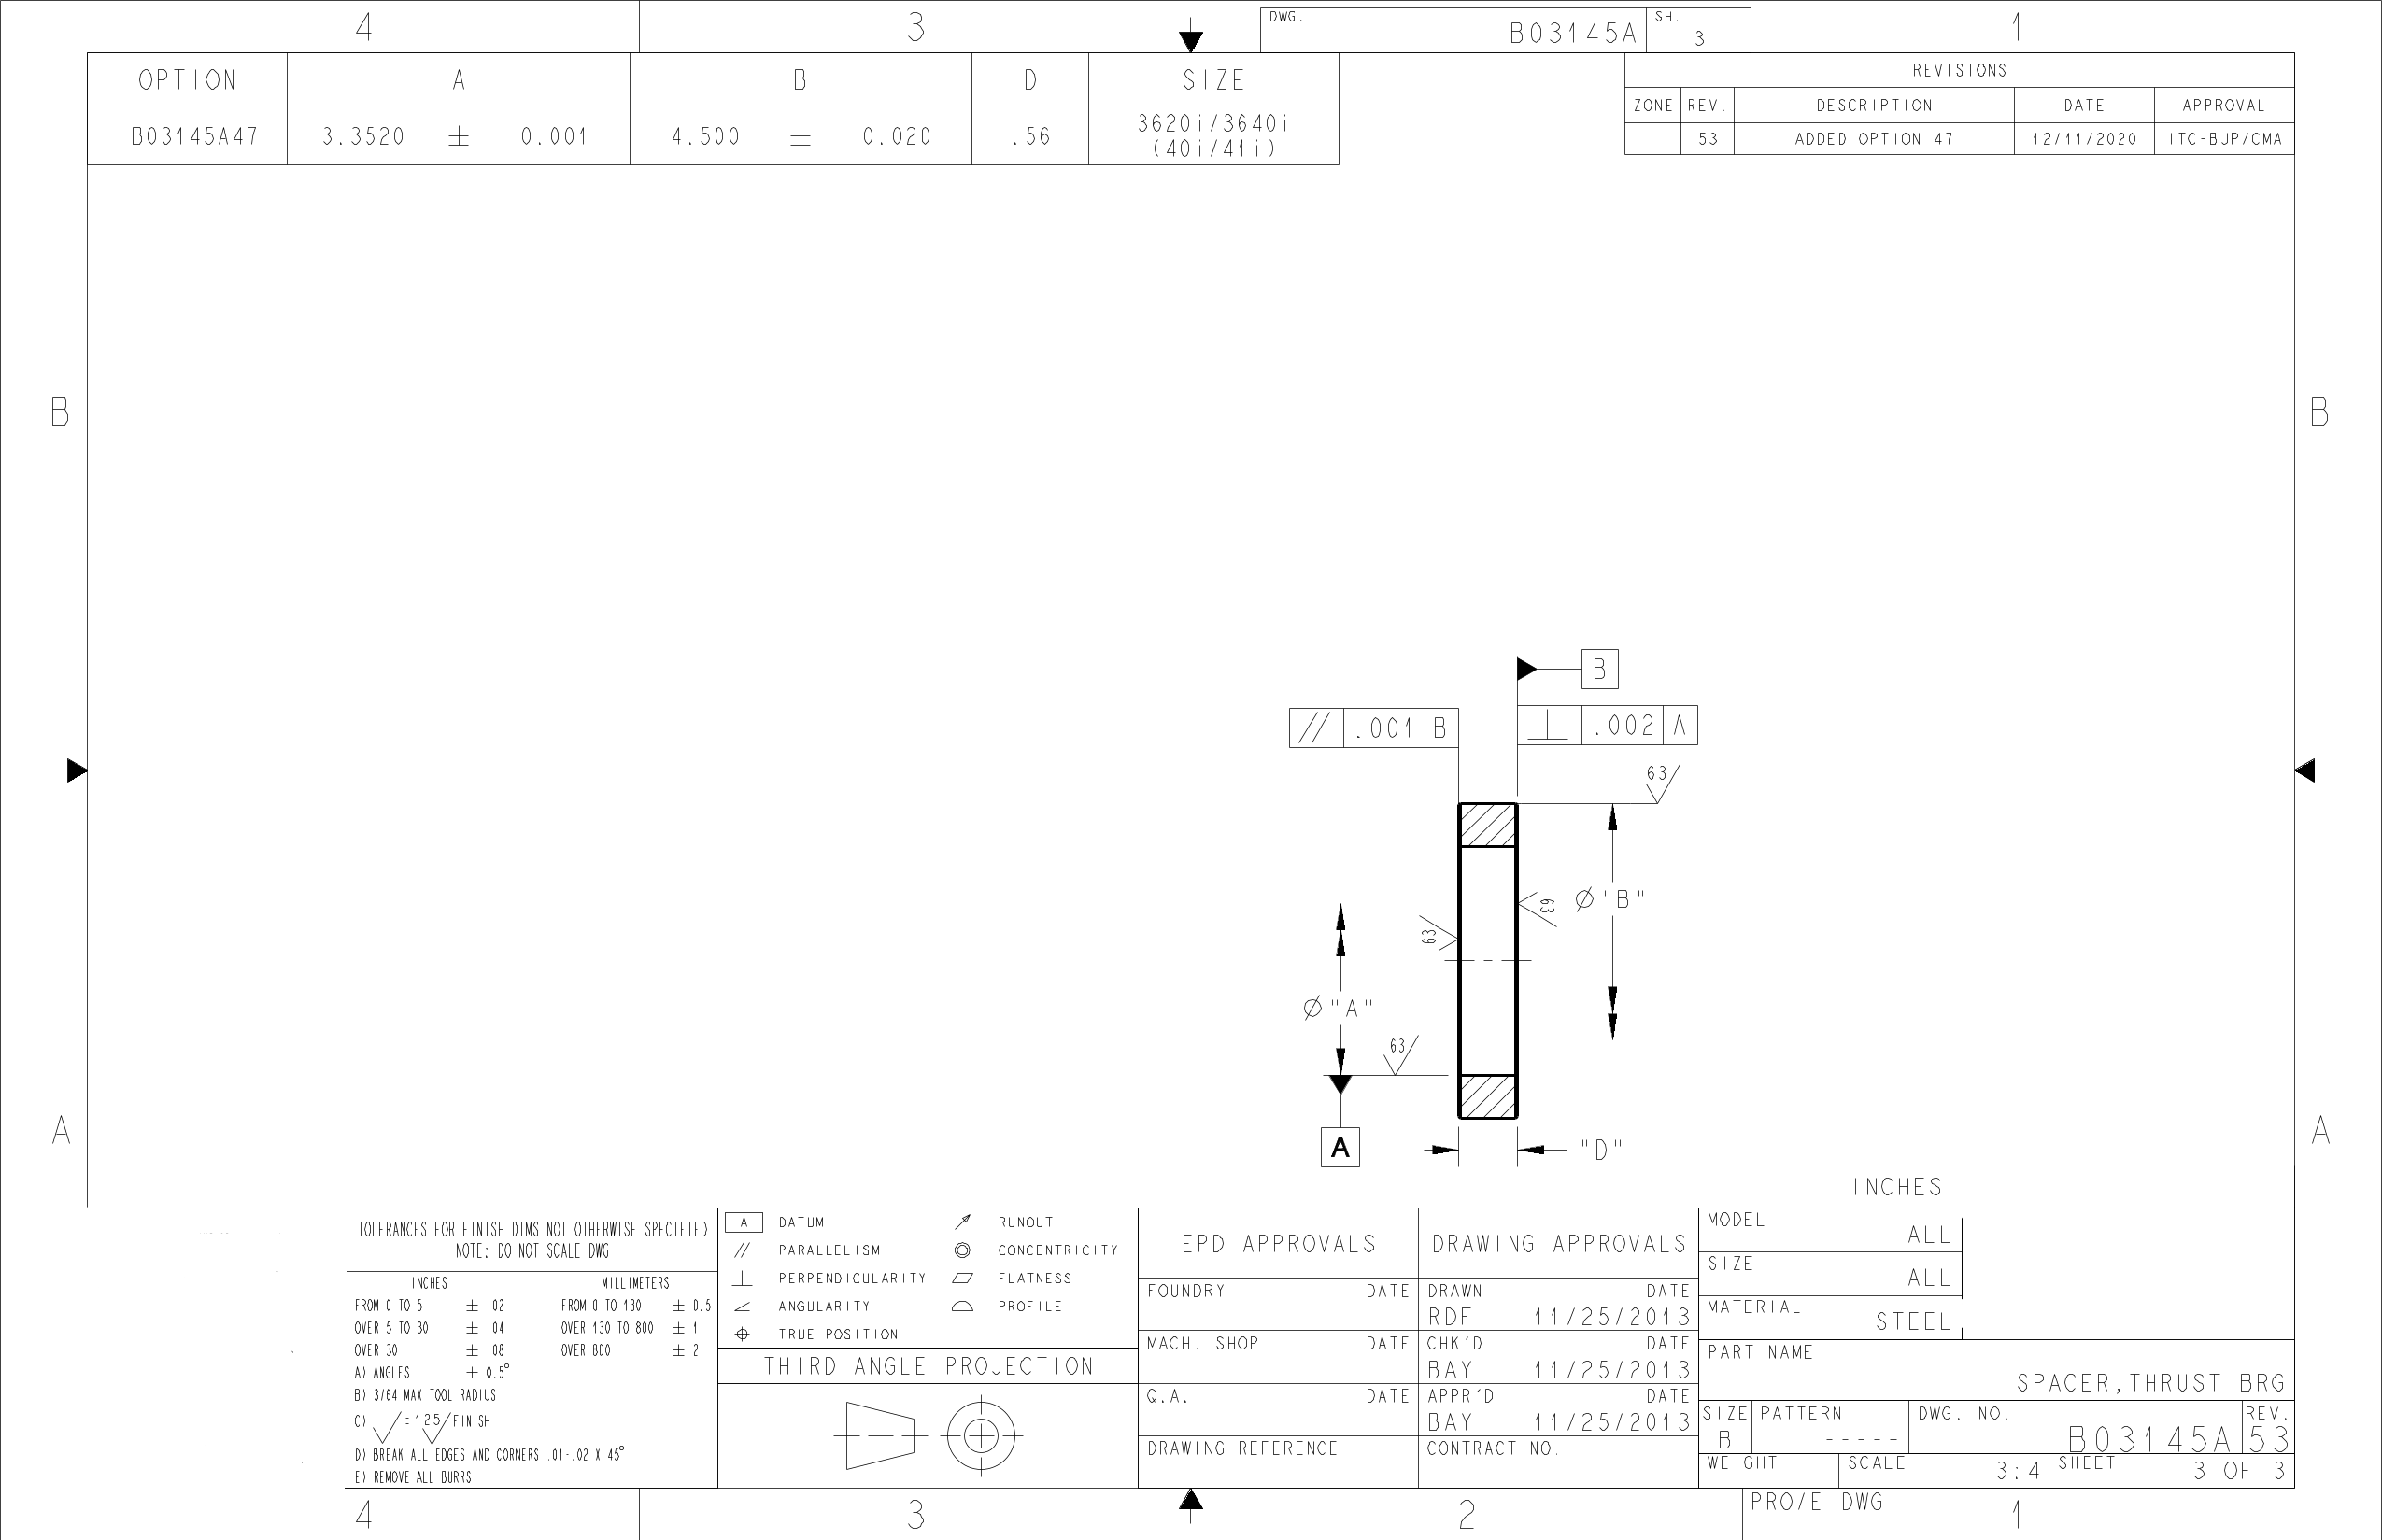 4 3 DWG. B03145A SH. 3 1
OPTION A B D SIZE
B03145A47 3.3520 ± 0.001 4.500 ± 0.020 .56 3620i/3640i
(40i/41i)
REVISIONS
ZONE REV. DESCRIPTION DATE APPROVAL
53 ADDED OPTION 47 12/11/2020 ITC-BJP/CMA
B B
B
// .001 B
⊥ .002 A
63
63
63
Ø "B"
Ø "A"
63
A
"D"
A A
INCHES
TOLERANCES FOR FINISH DIMS NOT OTHERWISE SPECIFIED
NOTE: DO NOT SCALE DWG
INCHES MILLIMETERS
FROM 0 TO 5 ± .02 FROM 0 TO 130 ± 0.5
OVER 5 TO 30 ± .04 OVER 130 TO 800 ± 1
OVER 30 ± .08 OVER 800 ± 2
A) ANGLES ± 0.5°
B) 3/64 MAX TOOL RADIUS
C) √ = 125/ FINISH
D) BREAK ALL EDGES AND CORNERS .01-.02 X 45°
E) REMOVE ALL BURRS
-A- DATUM RUNOUT
// PARALLELISM CONCENTRICITY
⊥ PERPENDICULARITY FLATNESS
∠ ANGULARITY PROFILE
⌖ TRUE POSITION
THIRD ANGLE PROJECTION
EPD APPROVALS
FOUNDRY DATE
MACH. SHOP DATE
Q.A. DATE
DRAWING REFERENCE
DRAWING APPROVALS
DRAWN DATE
RDF 11/25/2013
CHK'D DATE
BAY 11/25/2013
APPR'D DATE
BAY 11/25/2013
CONTRACT NO.
MODEL
ALL
SIZE
ALL
MATERIAL
STEEL
PART NAME
SPACER,THRUST BRG
SIZE PATTERN DWG. NO. REV.
B ----- B03145A 53
WEIGHT SCALE 3:4 SHEET 3 OF 3
PRO/E DWG
4 3 2 1